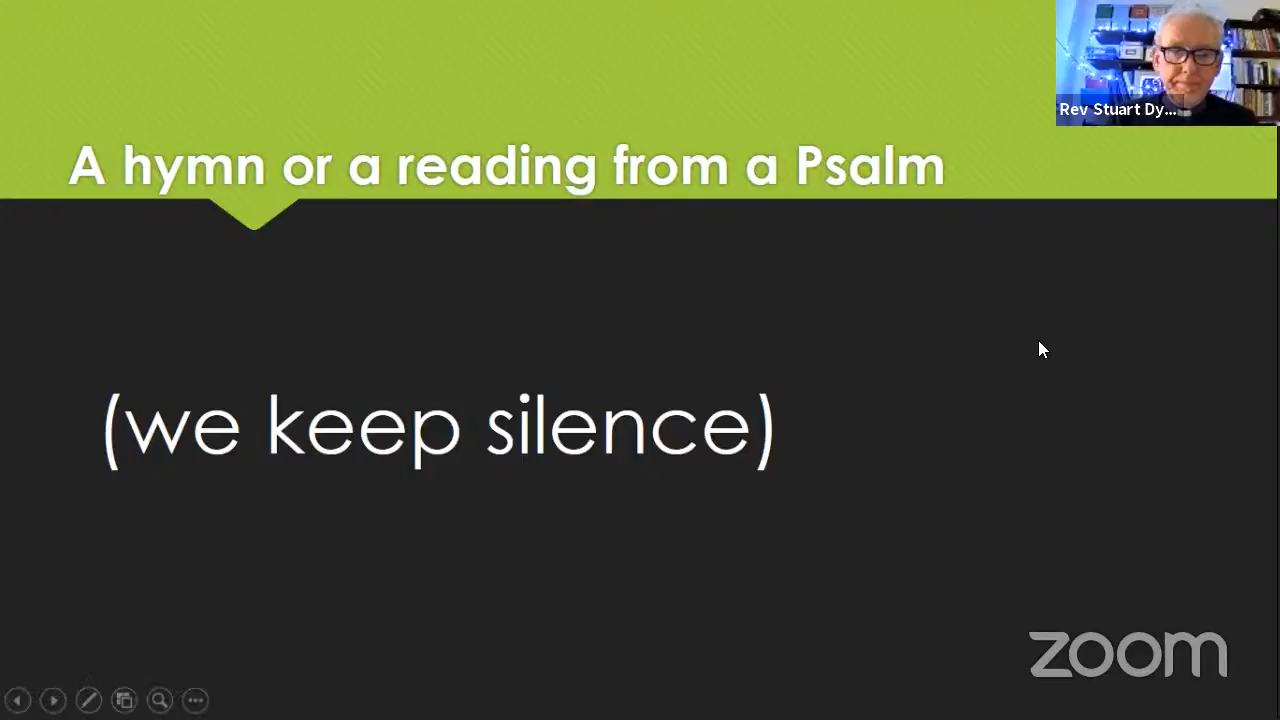 Rev Stuart Dy...
A hymn or a reading from a Psalm
(we keep silence)
zoom